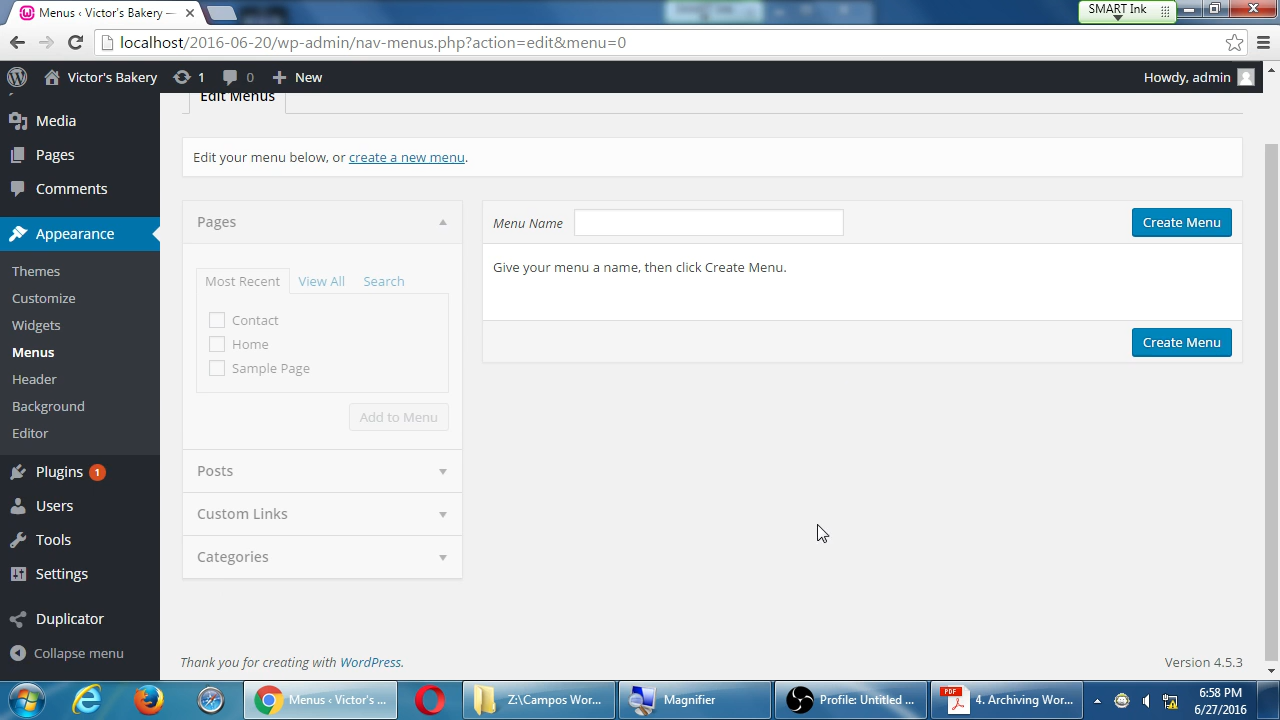 Menus ‹ Victor's Bakery —
SMART Ink
localhost/2016-06-20/wp-admin/nav-menus.php?action=edit&menu=0
Victor's Bakery
1
0
New
Howdy, admin
Edit Menus
Media
Pages
Comments
Appearance
Themes
Customize
Widgets
Menus
Header
Background
Editor
Plugins 1
Users
Tools
Settings
Duplicator
Collapse menu
Edit your menu below, or create a new menu.
Pages
Most Recent View All Search
Contact
Home
Sample Page
Add to Menu
Posts
Custom Links
Categories
Menu Name
Create Menu
Give your menu a name, then click Create Menu.
Create Menu
Thank you for creating with WordPress.
Version 4.5.3
Menus ‹ Victor's ...
Z:\Campos Wor...
Magnifier
Profile: Untitled ...
PDF
4. Archiving Wor...
6:58 PM
6/27/2016